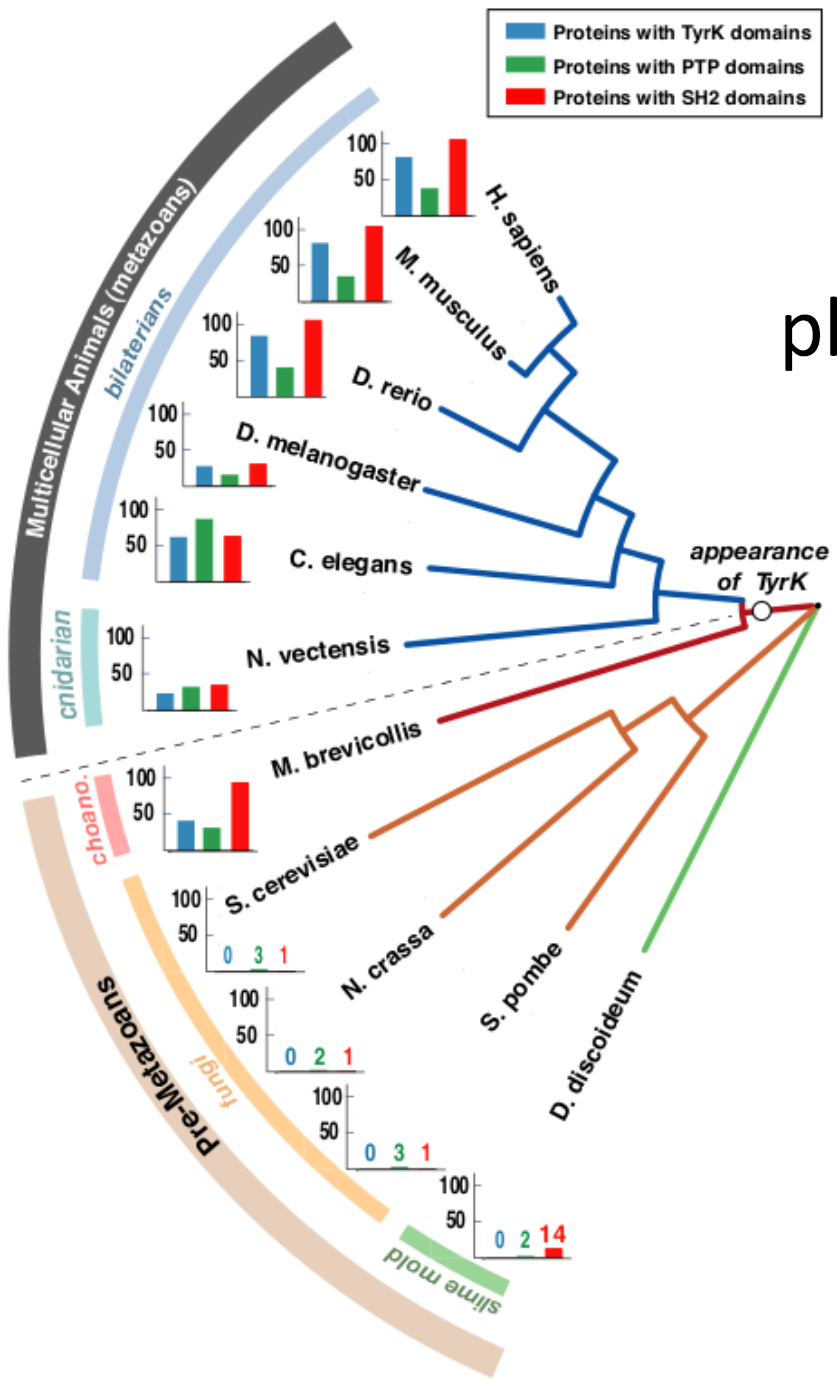 Proteins with TyrK domains
Proteins with PTP domains
Proteins with SH2 domains
pl
Multicellular Animals (metazoans)
bilaterians
100
50
H. sapiens
100
50
M. musculus
100
50
D. rerio
100
50
D. melanogaster
100
50
C. elegans
appearance
of TyrK
cnidarian
100
50
N. vectensis
choano.
100
50
M. brevicollis
Pre-Metazoans
fungi
100
50
0 3 1
S. cerevisiae
100
50
0 2 1
N. crassa
100
50
0 3 1
S. pombe
slime mold
100
50
0 2 14
D. discoideum